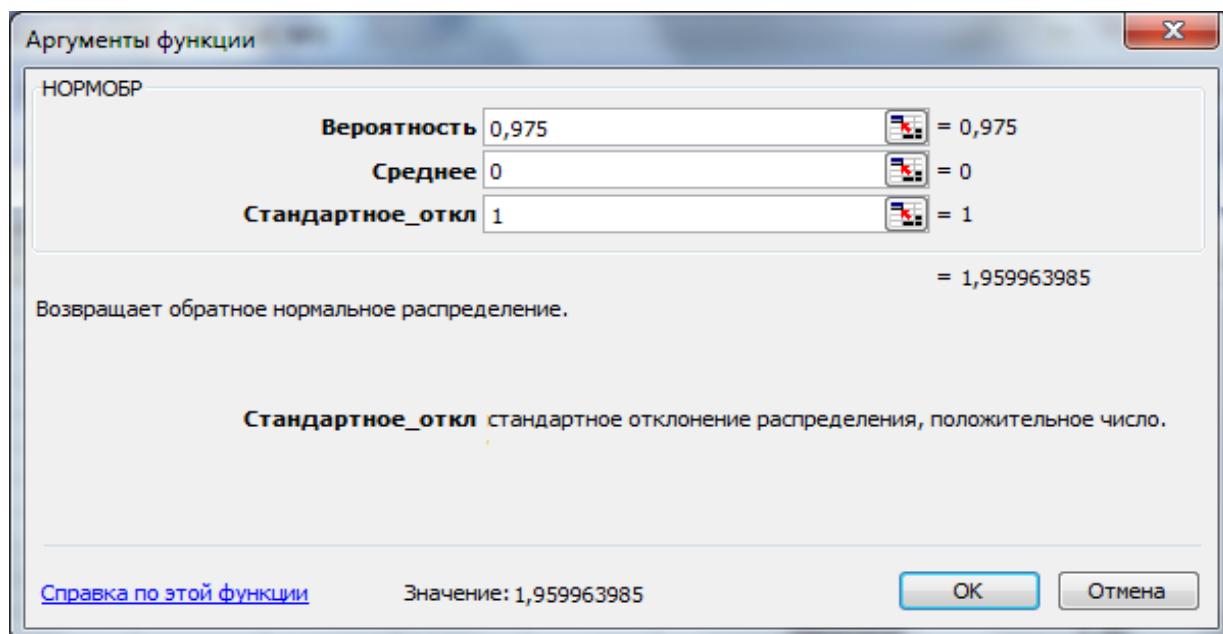 Аргументы функции
НОРМОБР
Вероятность 0,975 = 0,975
Среднее 0 = 0
Стандартное_откл 1 = 1
= 1,959963985
Возвращает обратное нормальное распределение.
Стандартное_откл стандартное отклонение распределения, положительное число.
Справка по этой функции Значение: 1,959963985 ОК Отмена